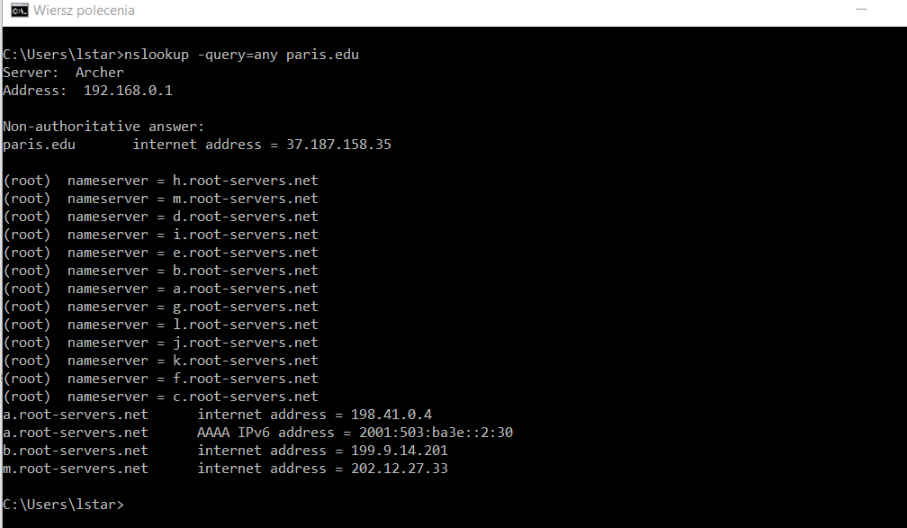 Wiersz polecenia
C:\Users\lstar>nslookup -query=any paris.edu
Server:  Archer
Address:  192.168.0.1
Non-authoritative answer:
paris.edu       internet address = 37.187.158.35
(root)  nameserver = h.root-servers.net
(root)  nameserver = m.root-servers.net
(root)  nameserver = d.root-servers.net
(root)  nameserver = i.root-servers.net
(root)  nameserver = e.root-servers.net
(root)  nameserver = b.root-servers.net
(root)  nameserver = a.root-servers.net
(root)  nameserver = g.root-servers.net
(root)  nameserver = l.root-servers.net
(root)  nameserver = j.root-servers.net
(root)  nameserver = k.root-servers.net
(root)  nameserver = f.root-servers.net
(root)  nameserver = c.root-servers.net
a.root-servers.net      internet address = 198.41.0.4
a.root-servers.net      AAAA IPv6 address = 2001:503:ba3e::2:30
b.root-servers.net      internet address = 199.9.14.201
m.root-servers.net      internet address = 202.12.27.33
C:\Users\lstar>